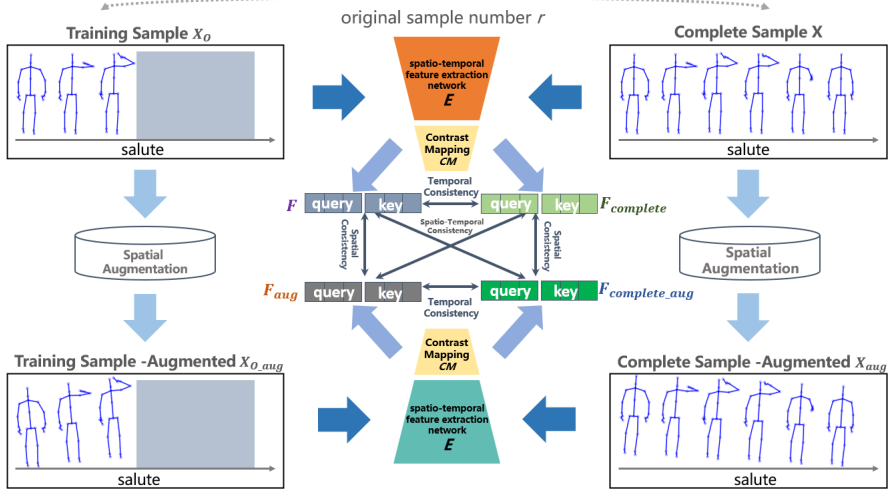 original sample number r
Training Sample X_O
Complete Sample X
spatio-temporal
feature extraction
network
E
salute
salute
Contrast
Mapping
CM
Temporal
Consistency
F
query
key
query
key
F_complete
Spatial
Consistency
Spatio-Temporal
Consistency
Spatial
Consistency
Spatial
Augmentation
Spatial
Augmentation
F_aug
query
key
query
key
F_complete_aug
Temporal
Consistency
Contrast
Mapping
CM
Training Sample -Augmented X_O_aug
Complete Sample -Augmented X_aug
spatio-temporal
feature extraction
network
E
salute
salute